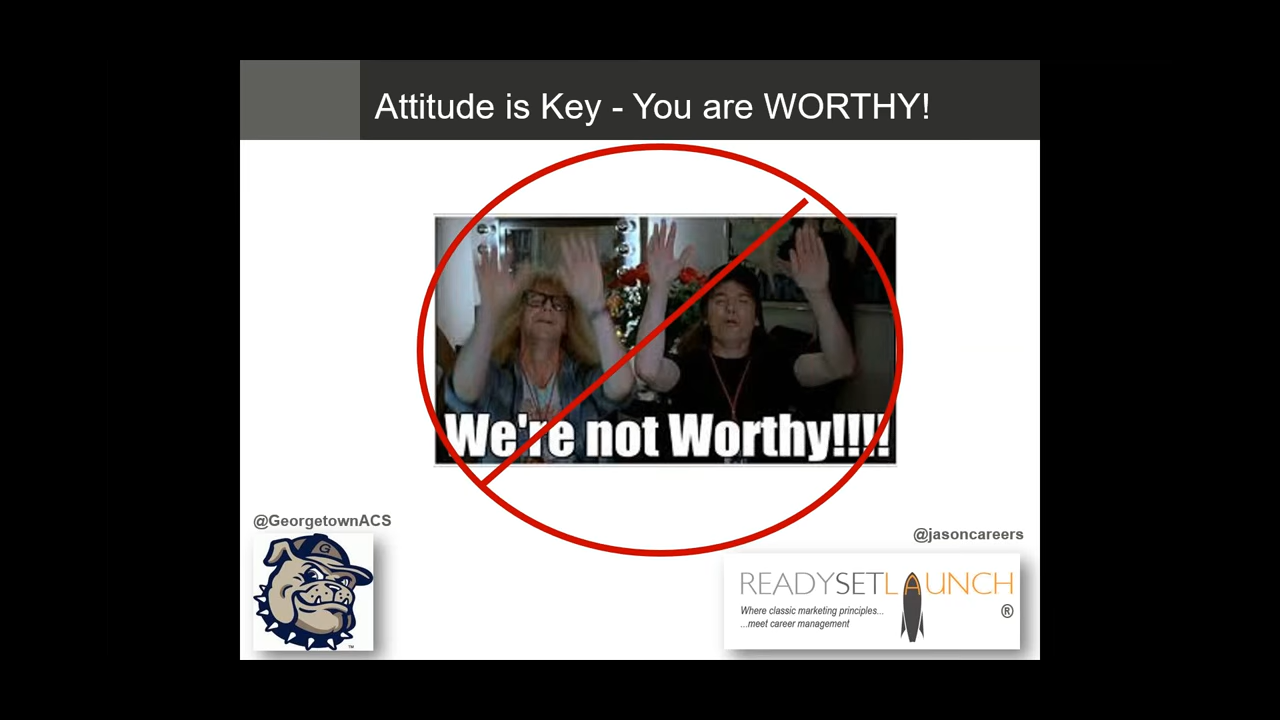 Attitude is Key - You are WORTHY!
We're not Worthy!!!!
@GeorgetownACS
G
™
@jasoncareers
READYSETLAUNCH
®
Where classic marketing principles...
...meet career management